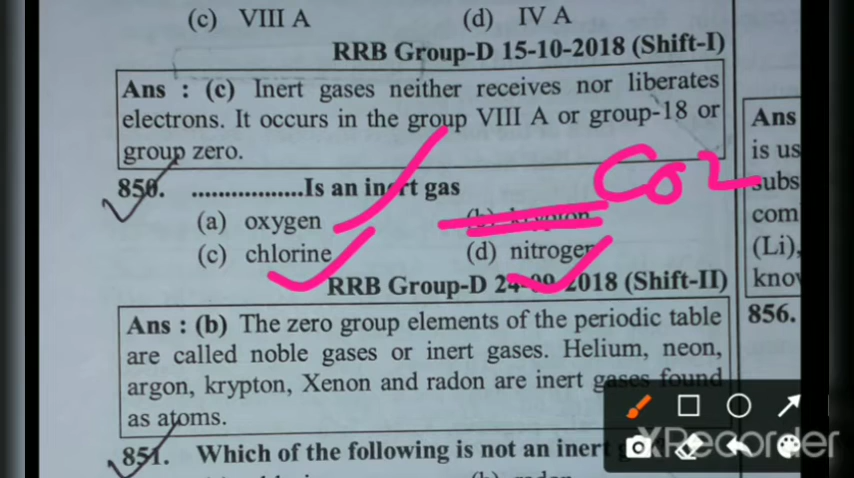 (c) VIII A (d) IV A
RRB Group-D 15-10-2018 (Shift-I)
Ans : (c) Inert gases neither receives nor liberates
electrons. It occurs in the group VIII A or group-18 or
group zero.
850. .................Is an inert gas
CO2
(a) oxygen (b) krypton
(c) chlorine (d) nitrogen
RRB Group-D 24-09-2018 (Shift-II)
Ans : (b) The zero group elements of the periodic table
are called noble gases or inert gases. Helium, neon,
argon, krypton, Xenon and radon are inert gases found
as atoms.
851. Which of the following is not an inert
Ans
is us
subs
com
(Li),
know
856.
XRecorder